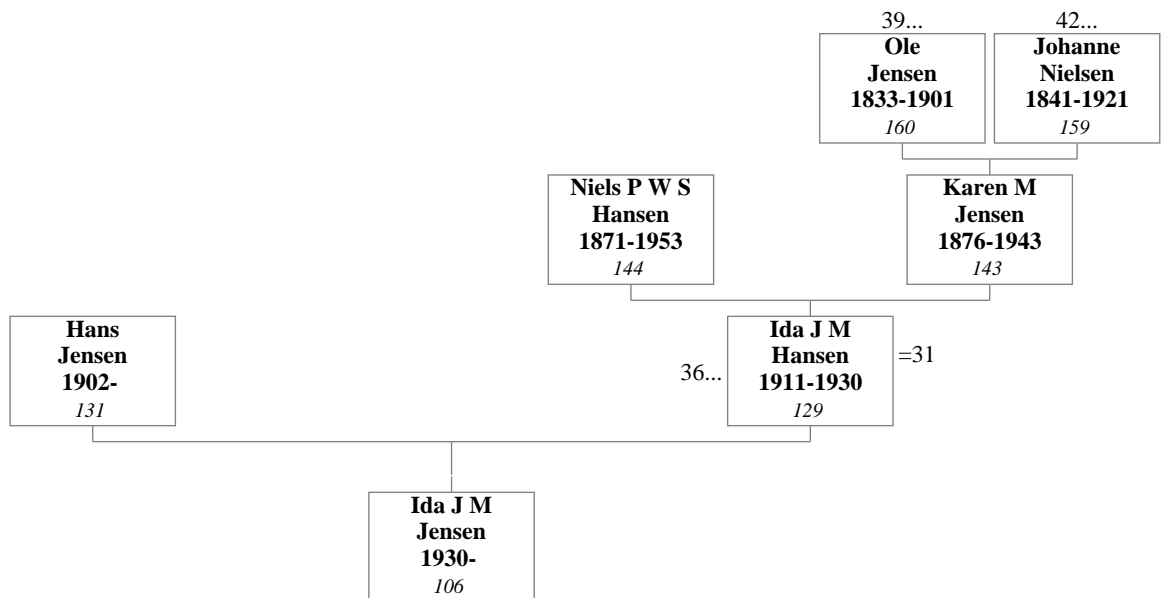 39...
Ole
Jensen
1833-1901
160
42...
Johanne
Nielsen
1841-1921
159
Niels P W S
Hansen
1871-1953
144
Karen M
Jensen
1876-1943
143
Hans
Jensen
1902-
131
36...
Ida J M
Hansen
1911-1930
129
=31
Ida J M
Jensen
1930-
106